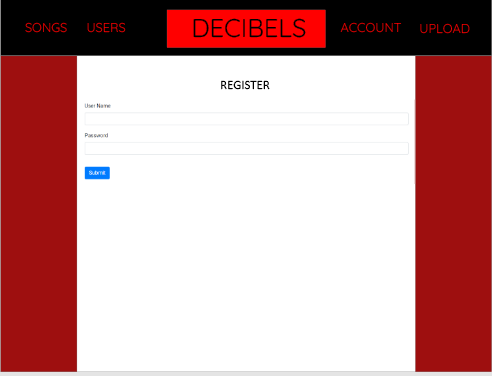 SONGS USERS DECIBELS ACCOUNT UPLOAD
REGISTER
User Name
Password
Submit